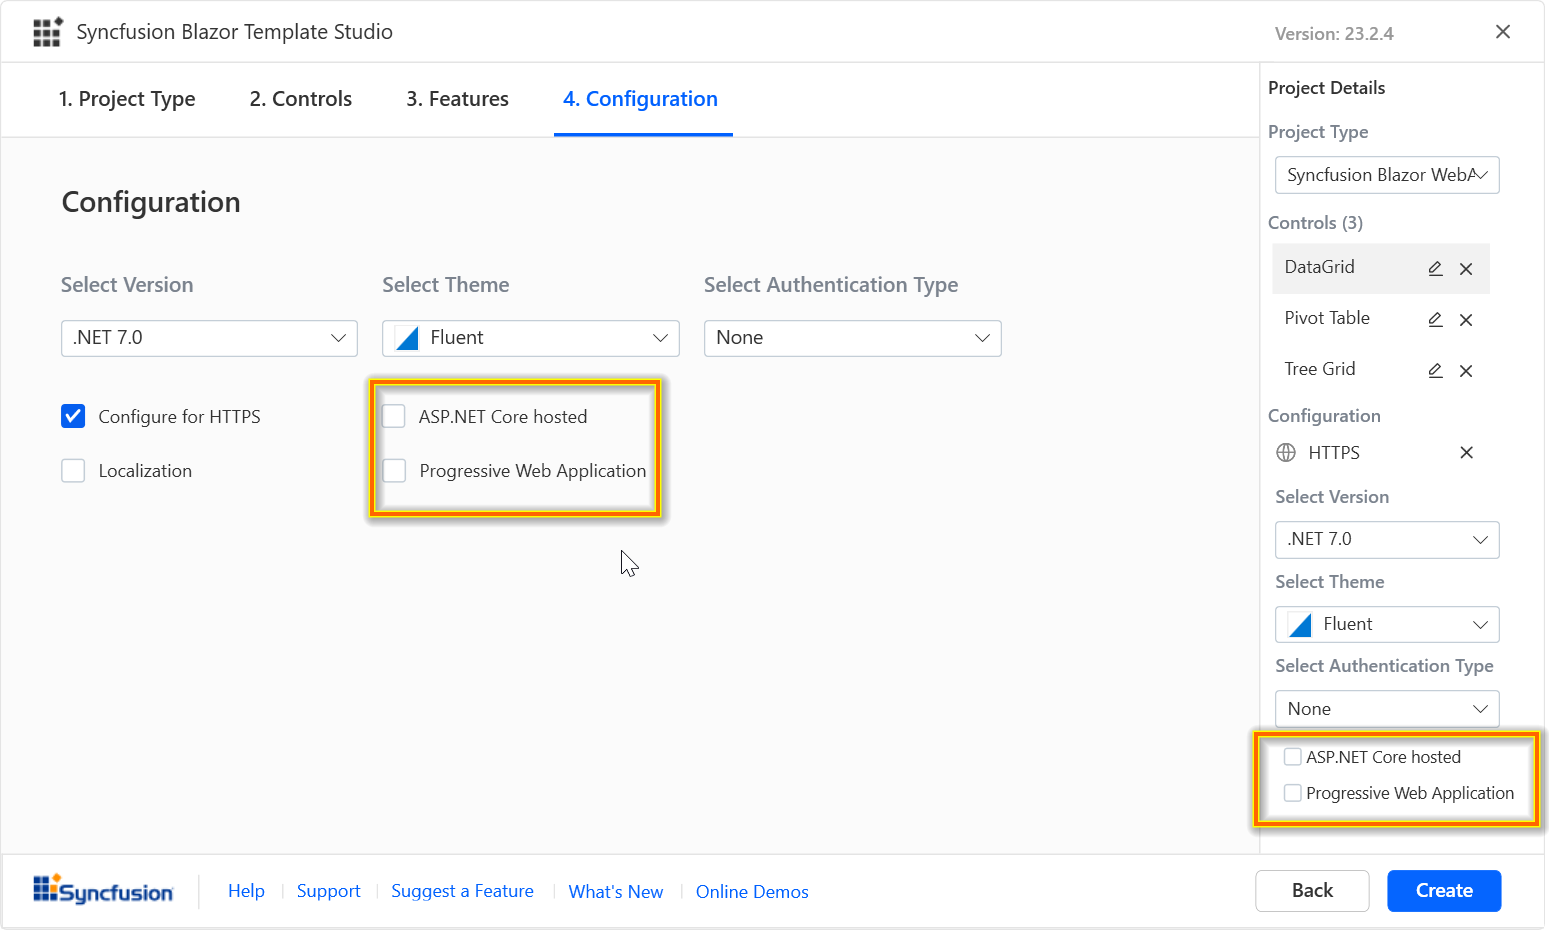 Syncfusion Blazor Template Studio
Version: 23.2.4
1. Project Type
2. Controls
3. Features
4. Configuration
Configuration
Select Version
Select Theme
Select Authentication Type
.NET 7.0
Fluent
None
Configure for HTTPS
ASP.NET Core hosted
Localization
Progressive Web Application
Project Details
Project Type
Syncfusion Blazor WebA
Controls (3)
DataGrid
Pivot Table
Tree Grid
Configuration
HTTPS
Select Version
.NET 7.0
Select Theme
Fluent
Select Authentication Type
None
ASP.NET Core hosted
Progressive Web Application
Syncfusion
Help
Support
Suggest a Feature
What's New
Online Demos
Back
Create